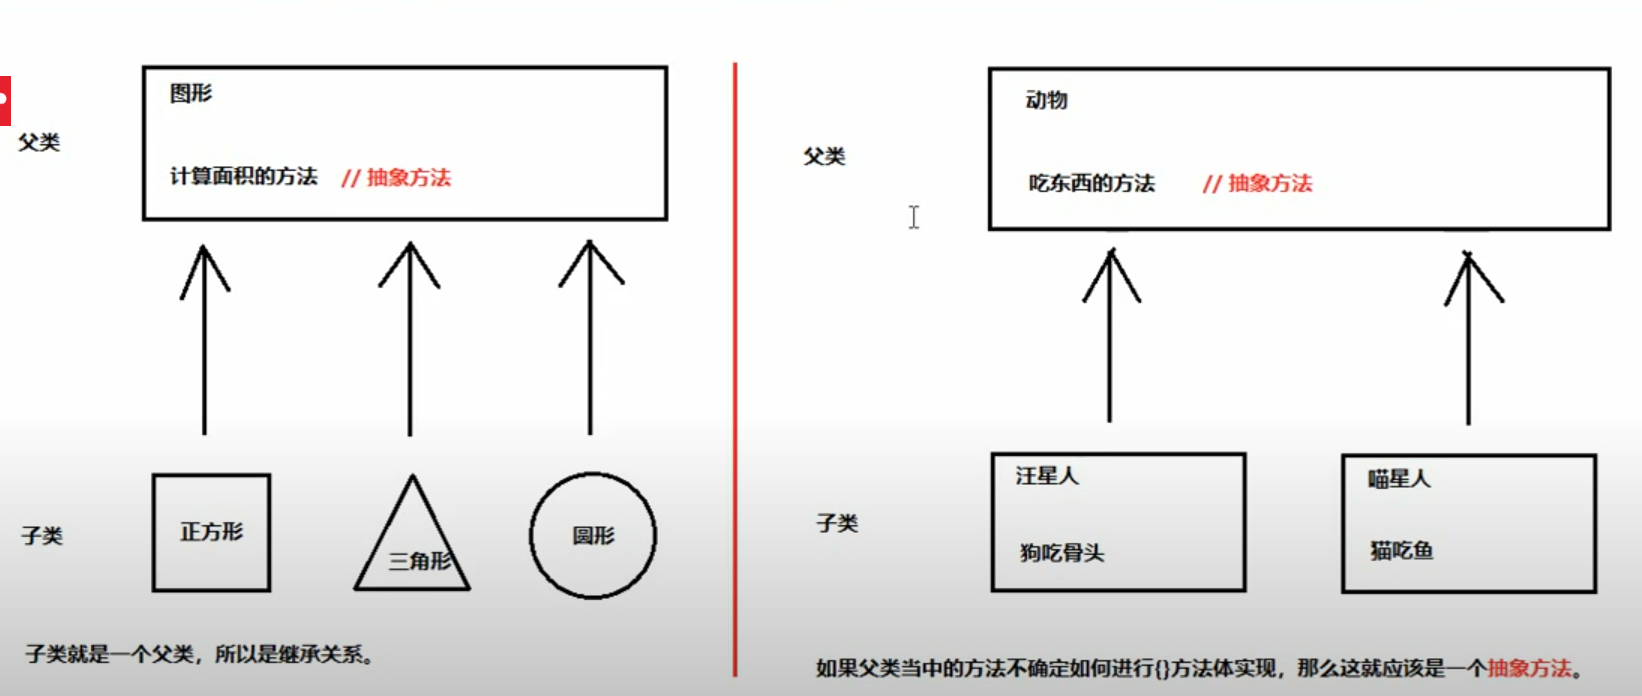 图形
父类
计算面积的方法 // 抽象方法
正方形
三角形
圆形
子类
子类就是一个父类，所以是继承关系。
动物
父类
吃东西的方法 // 抽象方法
汪星人
喵星人
子类
狗吃骨头
猫吃鱼
如果父类当中的方法不确定如何进行{}方法体实现，那么这就应该是一个抽象方法。